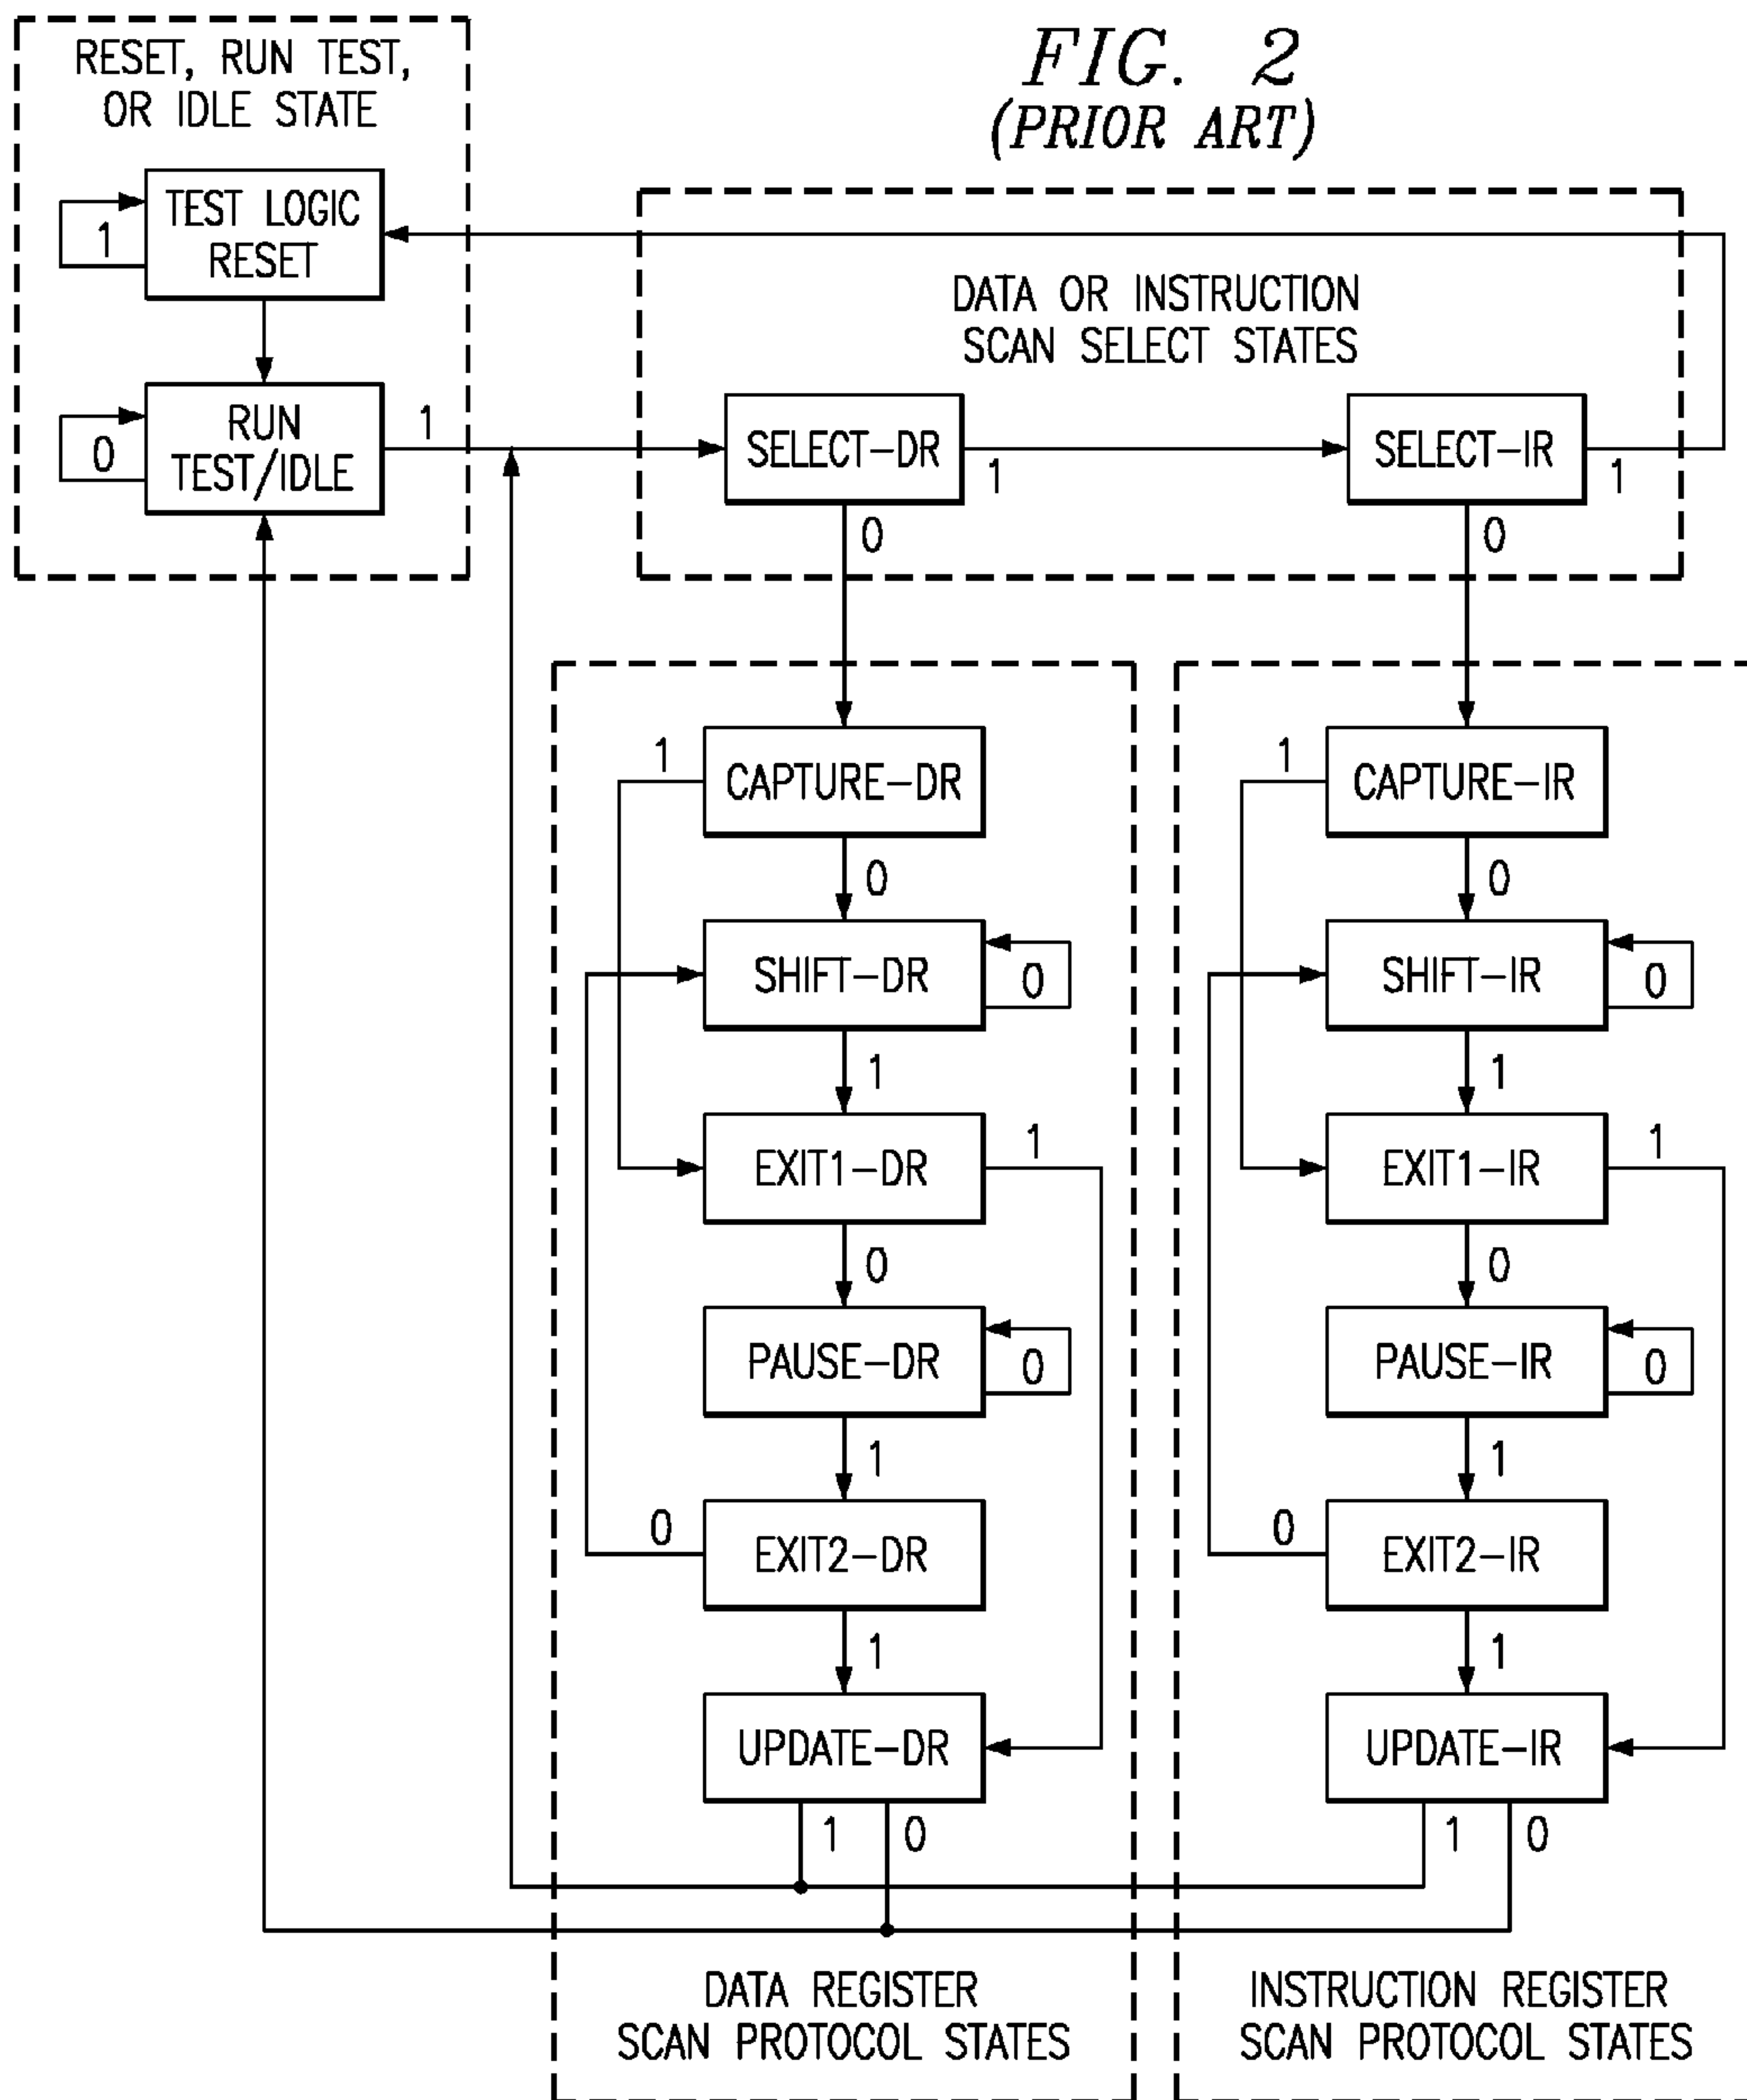 FIG. 2
(PRIOR ART)
RESET, RUN TEST,
OR IDLE STATE
TEST LOGIC
RESET
1
RUN
TEST/IDLE
0
1
DATA OR INSTRUCTION
SCAN SELECT STATES
SELECT-DR
1
0
SELECT-IR
1
0
CAPTURE-DR
1
0
SHIFT-DR
0
1
EXIT1-DR
1
0
PAUSE-DR
0
1
EXIT2-DR
0
1
UPDATE-DR
1
0
DATA REGISTER
SCAN PROTOCOL STATES
CAPTURE-IR
1
0
SHIFT-IR
0
1
EXIT1-IR
1
0
PAUSE-IR
0
1
EXIT2-IR
0
1
UPDATE-IR
1
0
INSTRUCTION REGISTER
SCAN PROTOCOL STATES